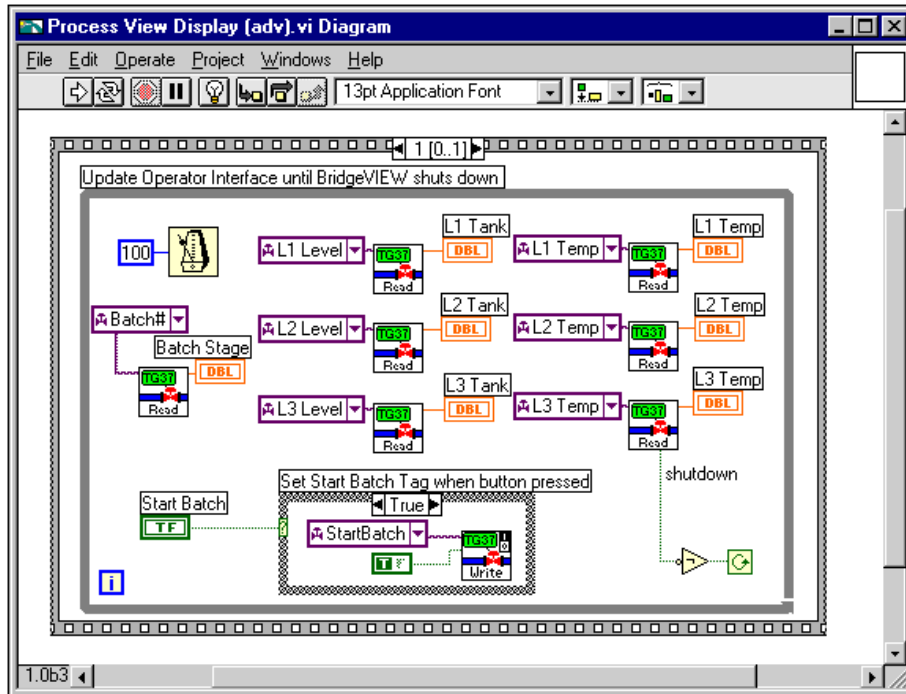 Process View Display (adv).vi Diagram
File Edit Operate Project Windows Help
13pt Application Font
1 [0..1]
Update Operator Interface until BridgeVIEW shuts down
100
L1 Level
TG37
Read
L1 Tank
DBL
L1 Temp
TG37
Read
L1 Temp
DBL
Batch#
TG37
Read
Batch Stage
DBL
L2 Level
TG37
Read
L2 Tank
DBL
L2 Temp
TG37
Read
L2 Temp
DBL
L3 Level
TG37
Read
L3 Tank
DBL
L3 Temp
TG37
Read
L3 Temp
DBL
shutdown
Set Start Batch Tag when button pressed
True
Start Batch
TF
?
StartBatch
TG37
1
0
Write
T
i
1.0b3